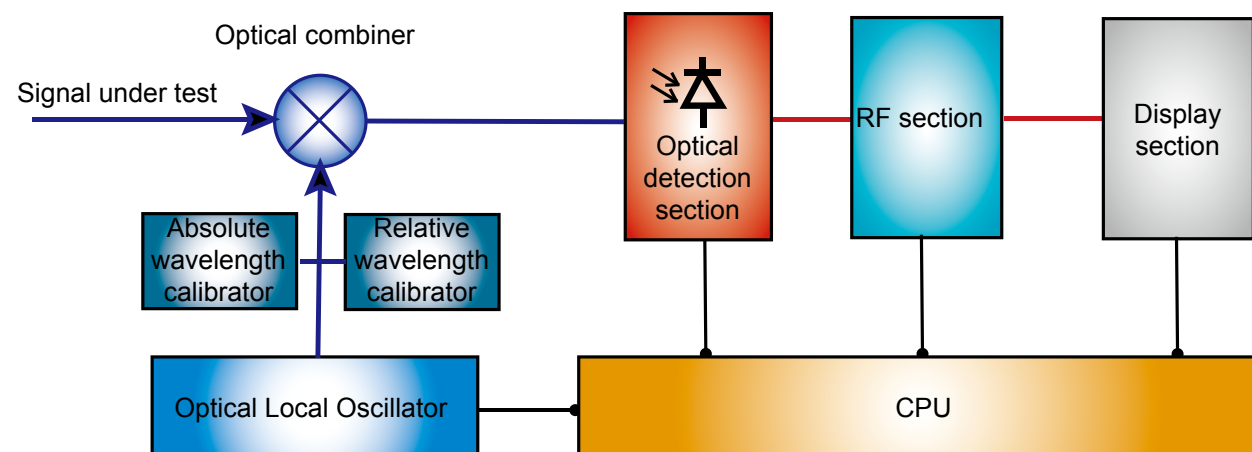 Optical combiner
Signal under test
Optical
detection
section
RF section
Display
section
Absolute
wavelength
calibrator
Relative
wavelength
calibrator
Optical Local Oscillator
CPU